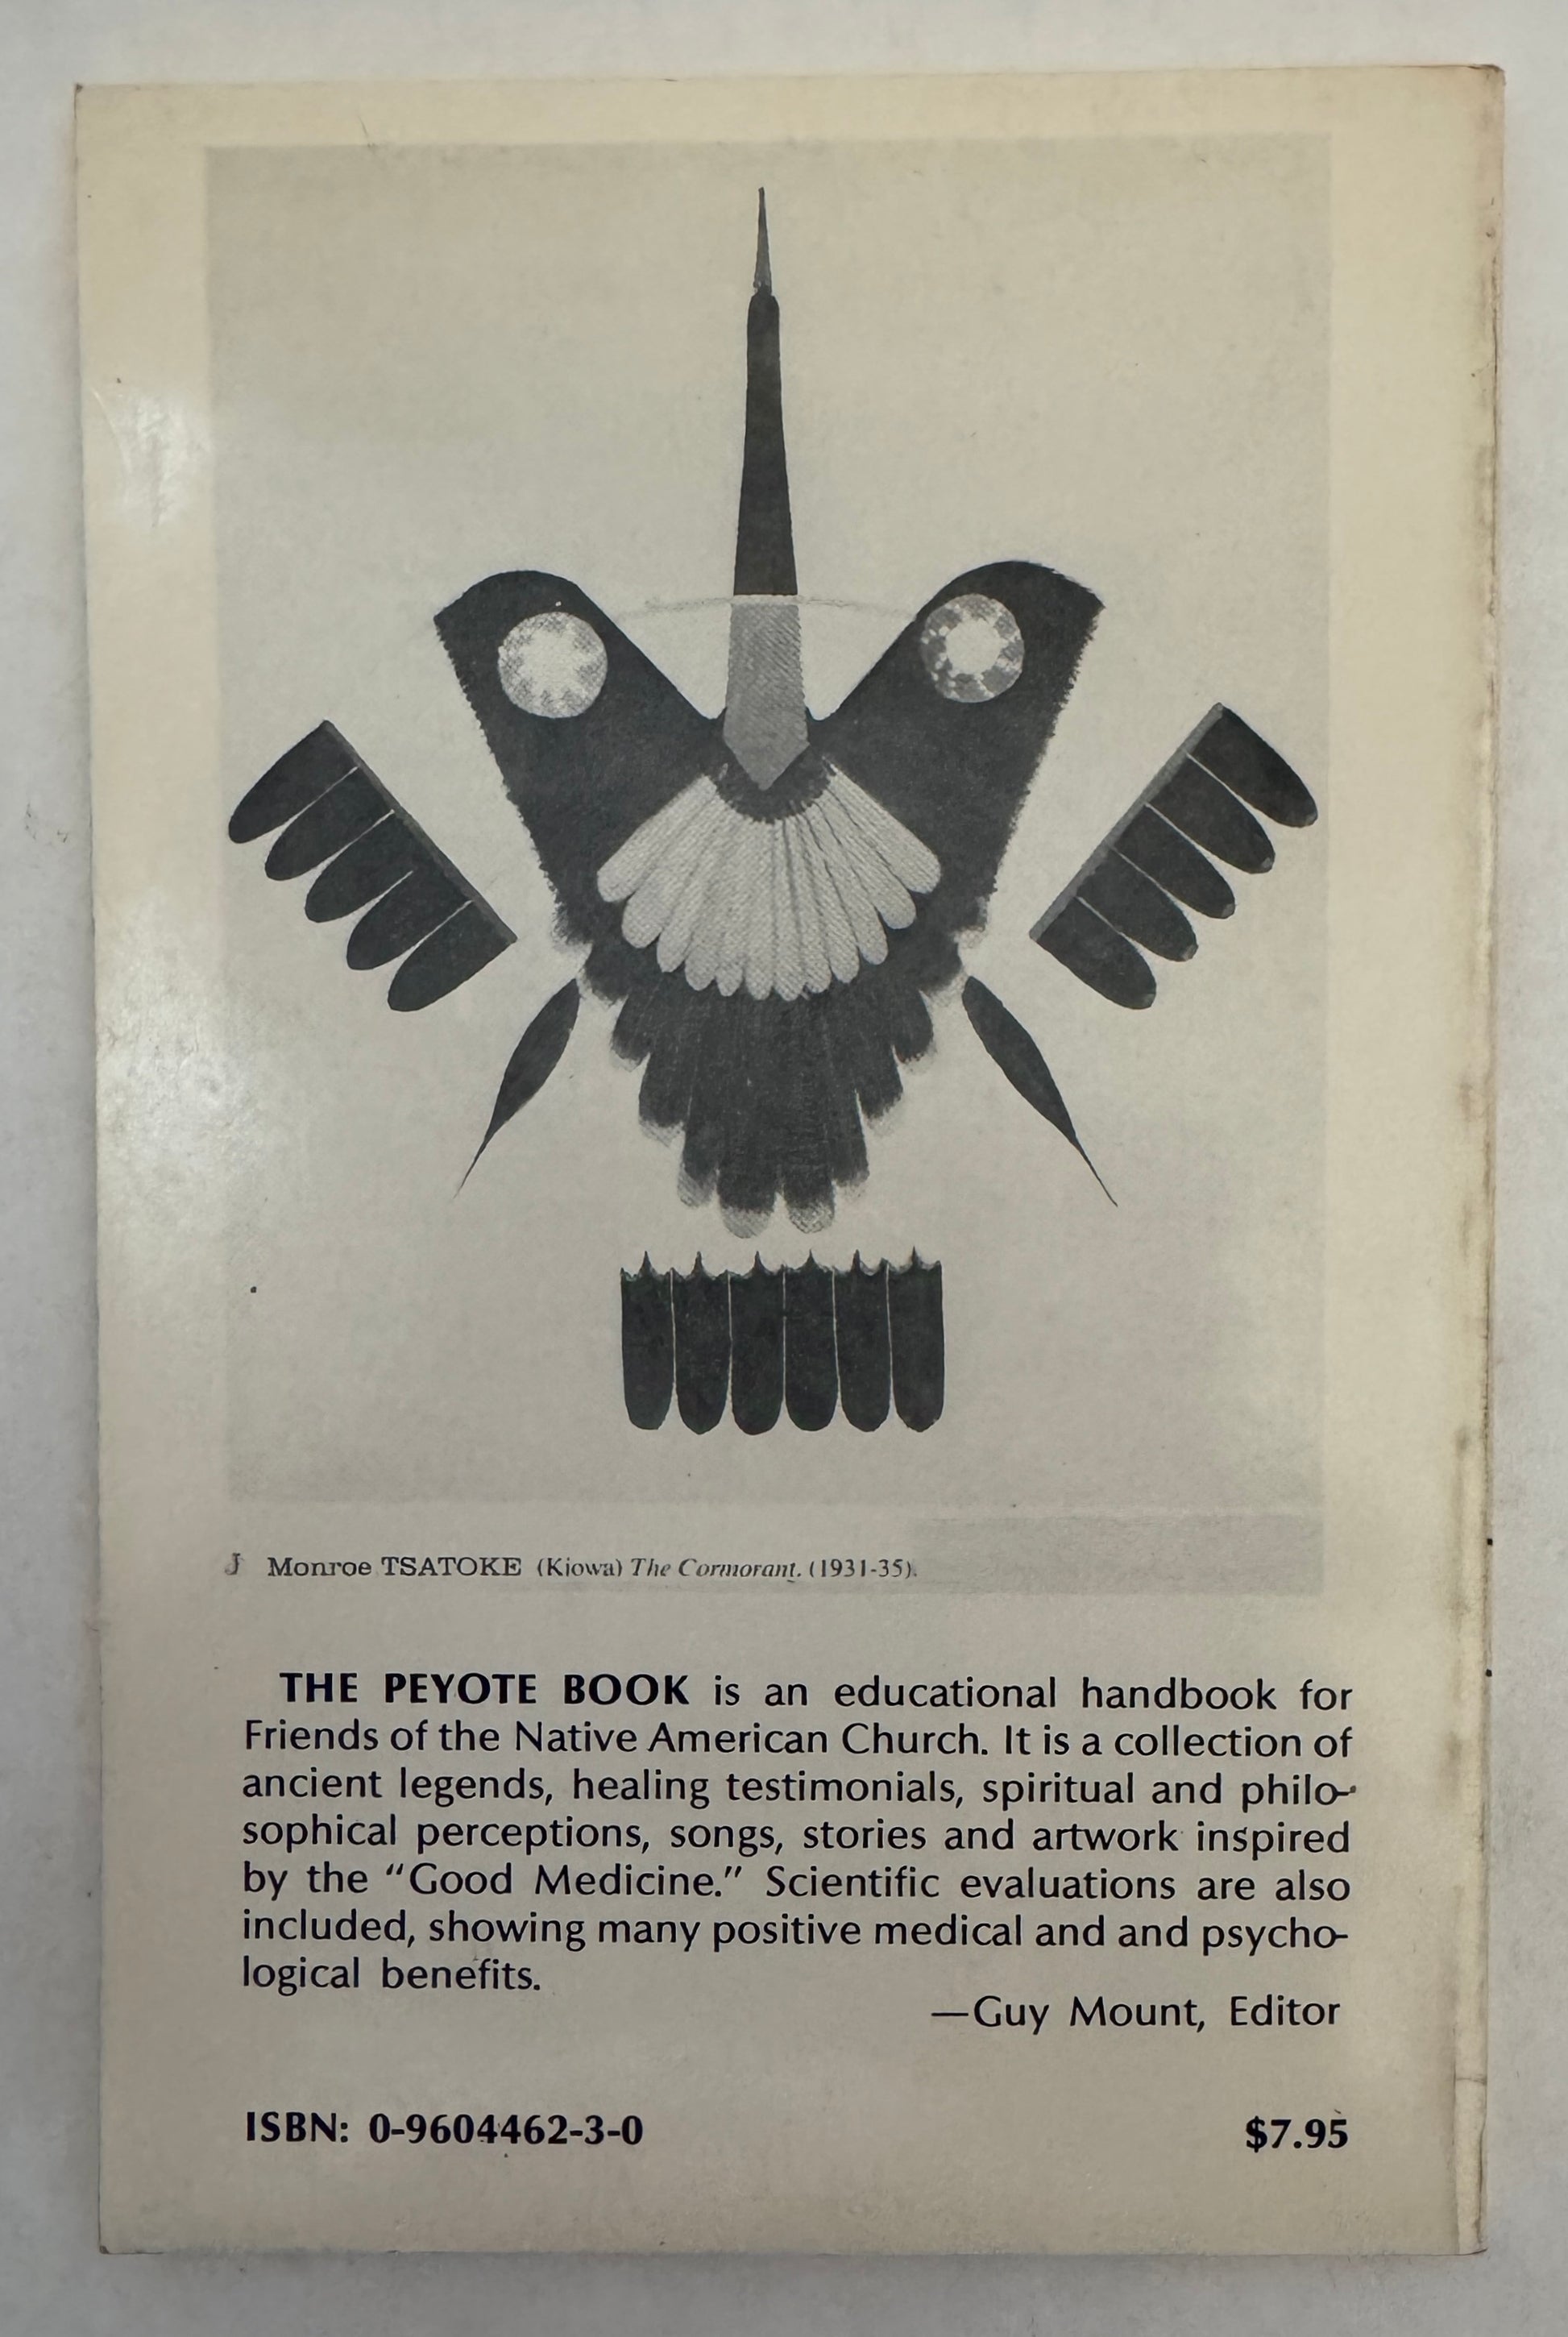 J Monroe TSATOKE (Kiowa) The Cormorant. (1931-35).
THE PEYOTE BOOK is an educational handbook for
Friends of the Native American Church. It is a collection of
ancient legends, healing testimonials, spiritual and philo-
sophical perceptions, songs, stories and artwork inspired
by the “Good Medicine.” Scientific evaluations are also
included, showing many positive medical and and psycho-
logical benefits.
—Guy Mount, Editor
ISBN: 0-9604462-3-0 $7.95